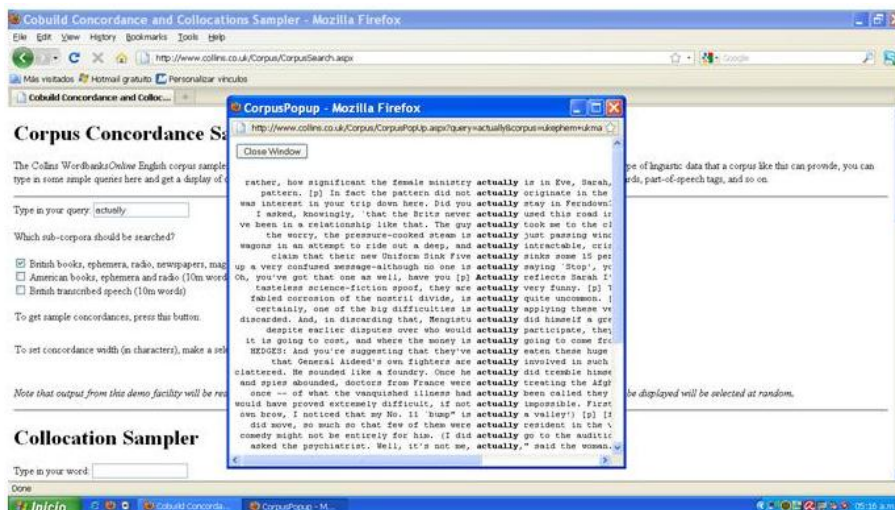 Cobuild Concordance and Collocations Sampler - Mozilla Firefox
File Edit View History Bookmarks Tools Help
http://www.collins.co.uk/Corpus/CorpusSearch.aspx
Google
Más visitados Hotmail gratuito Personalizar vínculos
Cobuild Concordance and Colloc...
CorpusPopup - Mozilla Firefox
http://www.collins.co.uk/Corpus/CorpusPopUp.aspx?query=actually&corpus=ukephem+ukma
Close Window
Corpus Concordance Sa
The Collins WordbanksOnline English corpus sample
pe of linguistic data that a corpus like this can provide, you can
type in some simple queries here and get a display of
rds, part-of-speech tags, and so on.
Type in your query: actually
Which sub-corpora should be searched?
British books, ephemera, radio, newspapers, mag
American books, ephemera and radio (10m word
British transcribed speech (10m words)
To get sample concordances, press this button.
To set concordance width (in characters), make a sele
Note that output from this demo facility will be res
be displayed will be selected at random.
Collocation Sampler
Type in your word:
rather, how significant the female ministry actually is in Eve, Sarah,
pattern. [p] In fact the pattern did not actually originate in the
was interest in your trip down here. Did you actually stay in Ferndown?
I asked, knowingly, `that the Brits never actually used this road in
ve been in a relationship like that. The guy actually took me to the cl
the worry, the pressure-cooked steam is actually just passing wind
wagons in an attempt to ride out a deep, and actually intractable, cris
claim that their new Uniform Sink Five actually sinks some 15 per
up a very confused message-although no one is actually saying `Stop', yo
Oh, you've got that one as well, have you [p] Actually reflects Sarah I'
tasteless science-fiction spoof, they are actually very funny. [p] T
fabled corrosion of the nostril divide, is actually quite uncommon. [
certainly, one of the big difficulties is actually applying these ve
discarded. And, in discarding that, Mengistu actually did himself a gre
despite earlier disputes over who would actually participate, they
it is going to cost, and where the money is actually going to come fro
HEDGES: And you're suggesting that they've actually eaten these huge
that General Aideed's own fighters are actually involved in such
clattered. He sounded like a foundry. Once he actually did tremble himse
and spies abounded, doctors from France were actually treating the Afgh
once -- of what the vanquished illness had actually been called they
would have proved extremely difficult, if not actually impossible. First
own brow, I noticed that my No. 11 `bump" is actually a valley!) [p] [f
did move, so much so that few of them were actually resident in the v
comedy might not be entirely for him. (I did actually go to the auditio
asked the psychiatrist. Well, it's not me, actually," said the woman.
Done
Inicio
Cobuild Concorda...
CorpusPopup - M...
05:16 a.m.